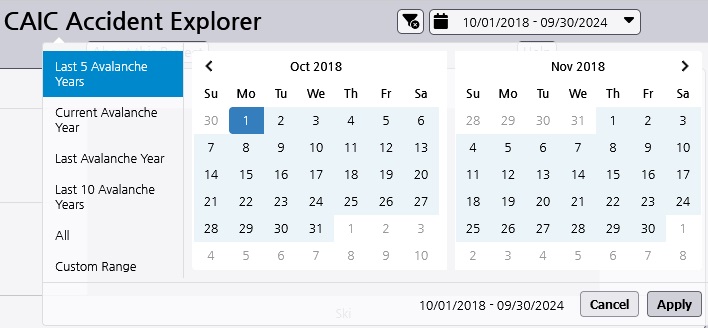 CAIC Accident Explorer
10/01/2018 - 09/30/2024
Last 5 Avalanche
Years
Current Avalanche
Year
Last Avalanche Year
Last 10 Avalanche
Years
All
Custom Range
Oct 2018
Su Mo Tu We Th Fr Sa
30 1 2 3 4 5 6
7 8 9 10 11 12 13
14 15 16 17 18 19 20
21 22 23 24 25 26 27
28 29 30 31 1 2 3
4 5 6 7 8 9 10
Nov 2018
Su Mo Tu We Th Fr Sa
28 29 30 31 1 2 3
4 5 6 7 8 9 10
11 12 13 14 15 16 17
18 19 20 21 22 23 24
25 26 27 28 29 30 1
2 3 4 5 6 7 8
10/01/2018 - 09/30/2024
Cancel
Apply
Ski